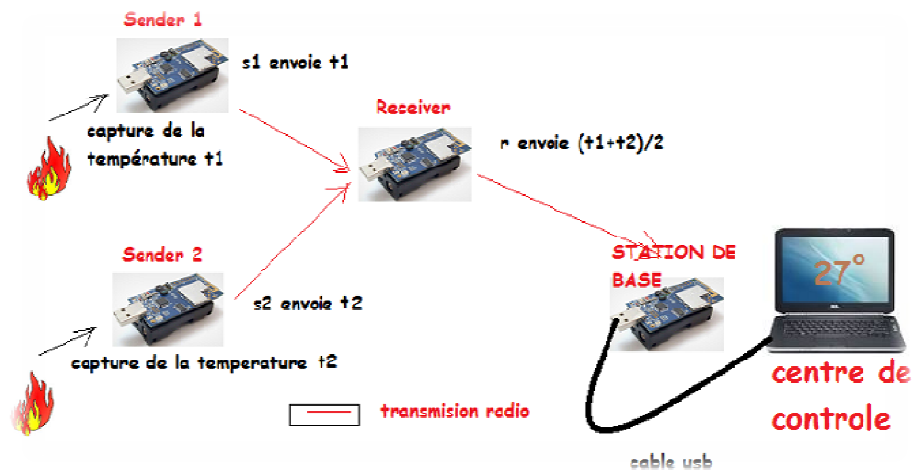 Sender 1
s1 envoie t1
capture de la
température t1
Receiver
r envoie (t1+t2)/2
Sender 2
s2 envoie t2
capture de la temperature t2
STATION DE
BASE
27°
centre de
controle
transmision radio
cable usb